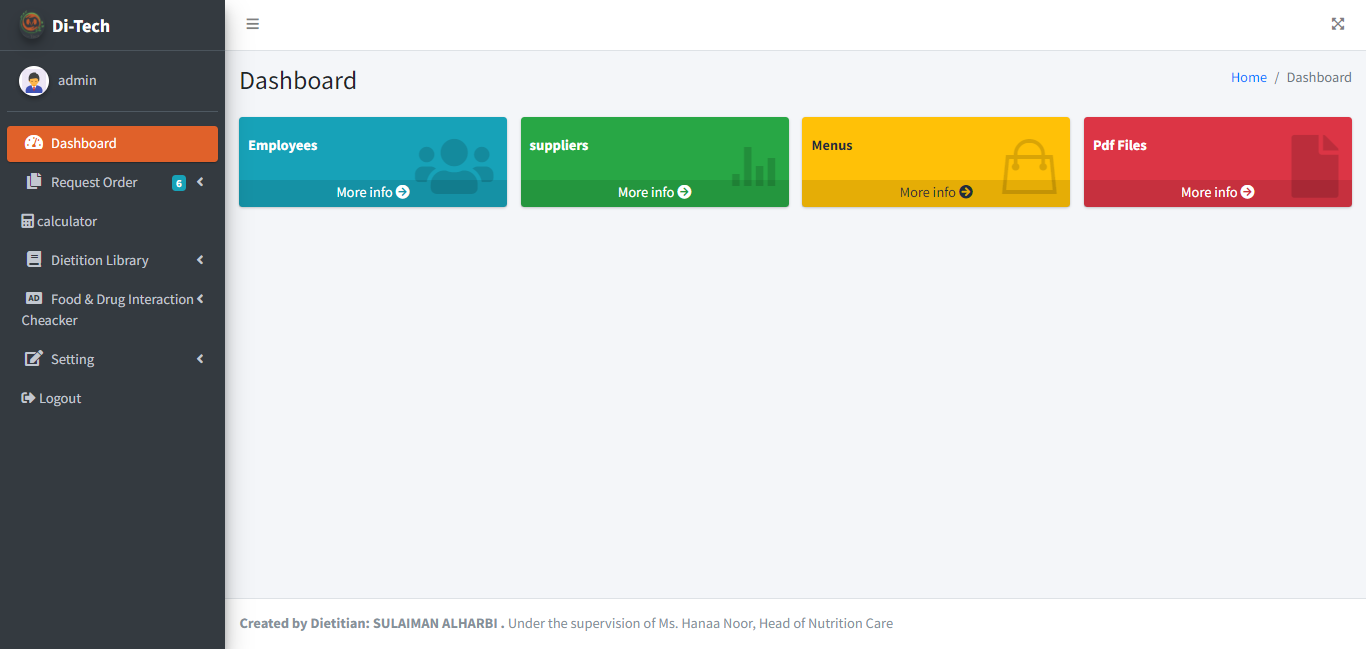 Di-Tech
admin
Dashboard
Request Order 6
calculator
Dietition Library
AD Food & Drug Interaction
Cheacker
Setting
Logout
Dashboard
Home / Dashboard
Employees
More info
suppliers
More info
Menus
More info
Pdf Files
More info
Created by Dietitian: SULAIMAN ALHARBI . Under the supervision of Ms. Hanaa Noor, Head of Nutrition Care